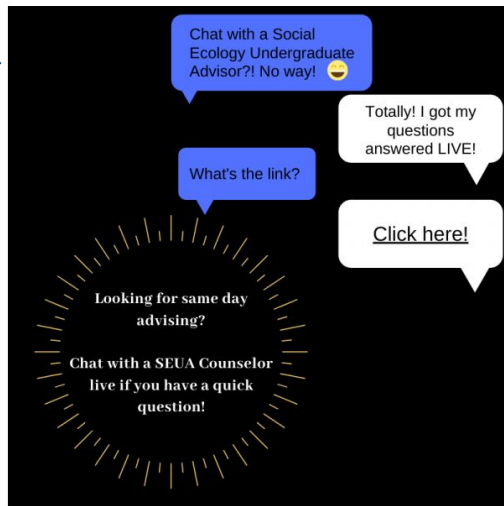 Chat with a Social
Ecology Undergraduate
Advisor?! No way! 😄
Totally! I got my
questions
answered LIVE!
What's the link?
Click here!
Looking for same day
advising?
Chat with a SEUA Counselor
live if you have a quick
question!